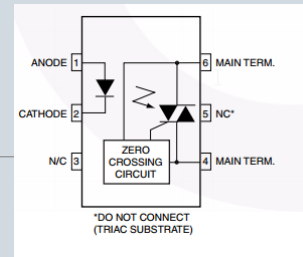 ANODE 1
6 MAIN TERM.
CATHODE 2
5 NC*
N/C 3
4 MAIN TERM.
ZERO
CROSSING
CIRCUIT
*DO NOT CONNECT
(TRIAC SUBSTRATE)